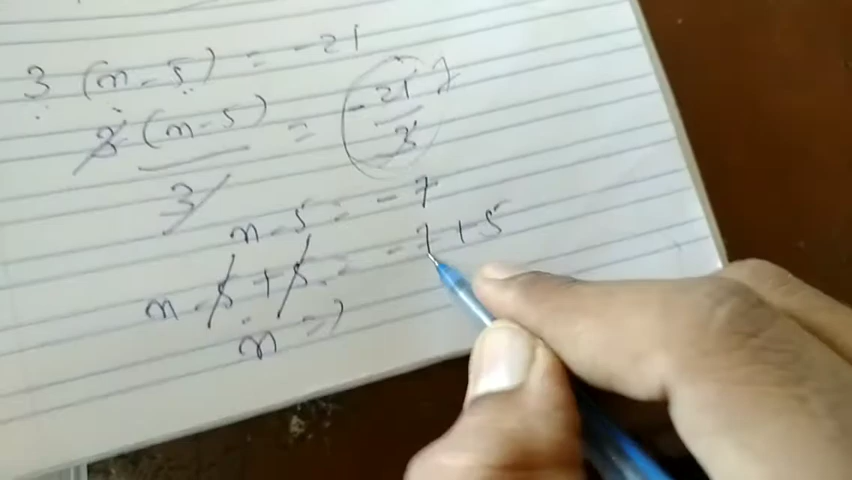 3 (m - 5) = - 21
3 (m - 5) / 3 = - 21 / 3 7
m - 5 = - 7
m - 5 + 5 = - 7 + 5
m =